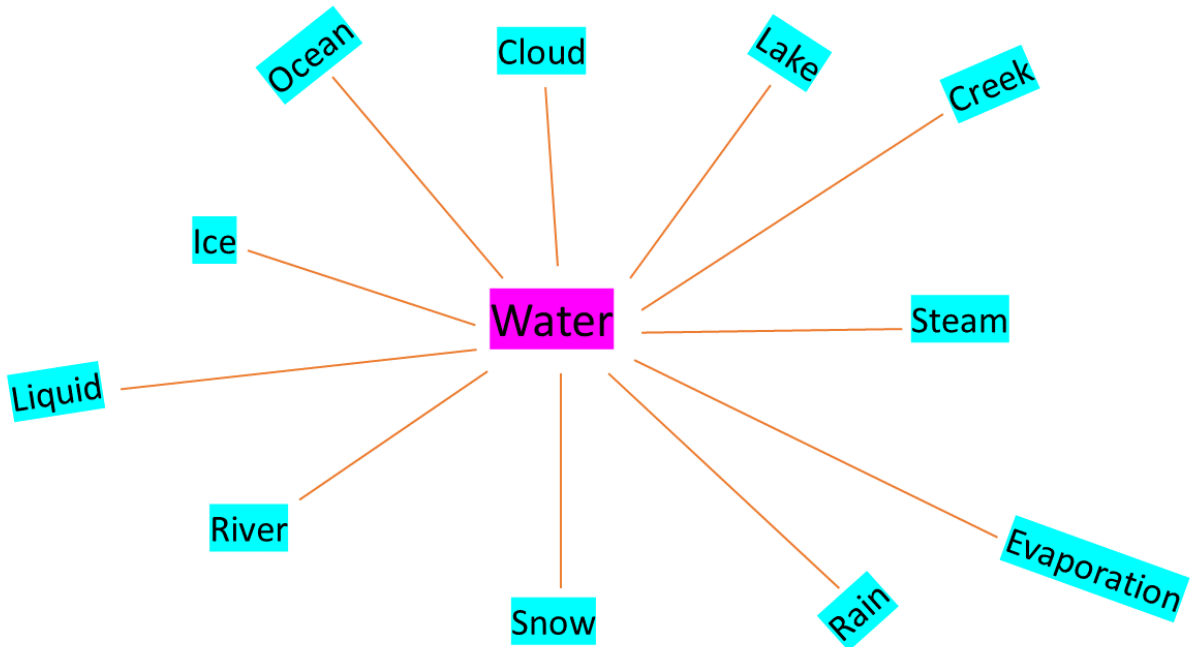 Ocean
Cloud
Lake
Creek
Ice
Water
Steam
Liquid
River
Snow
Rain
Evaporation